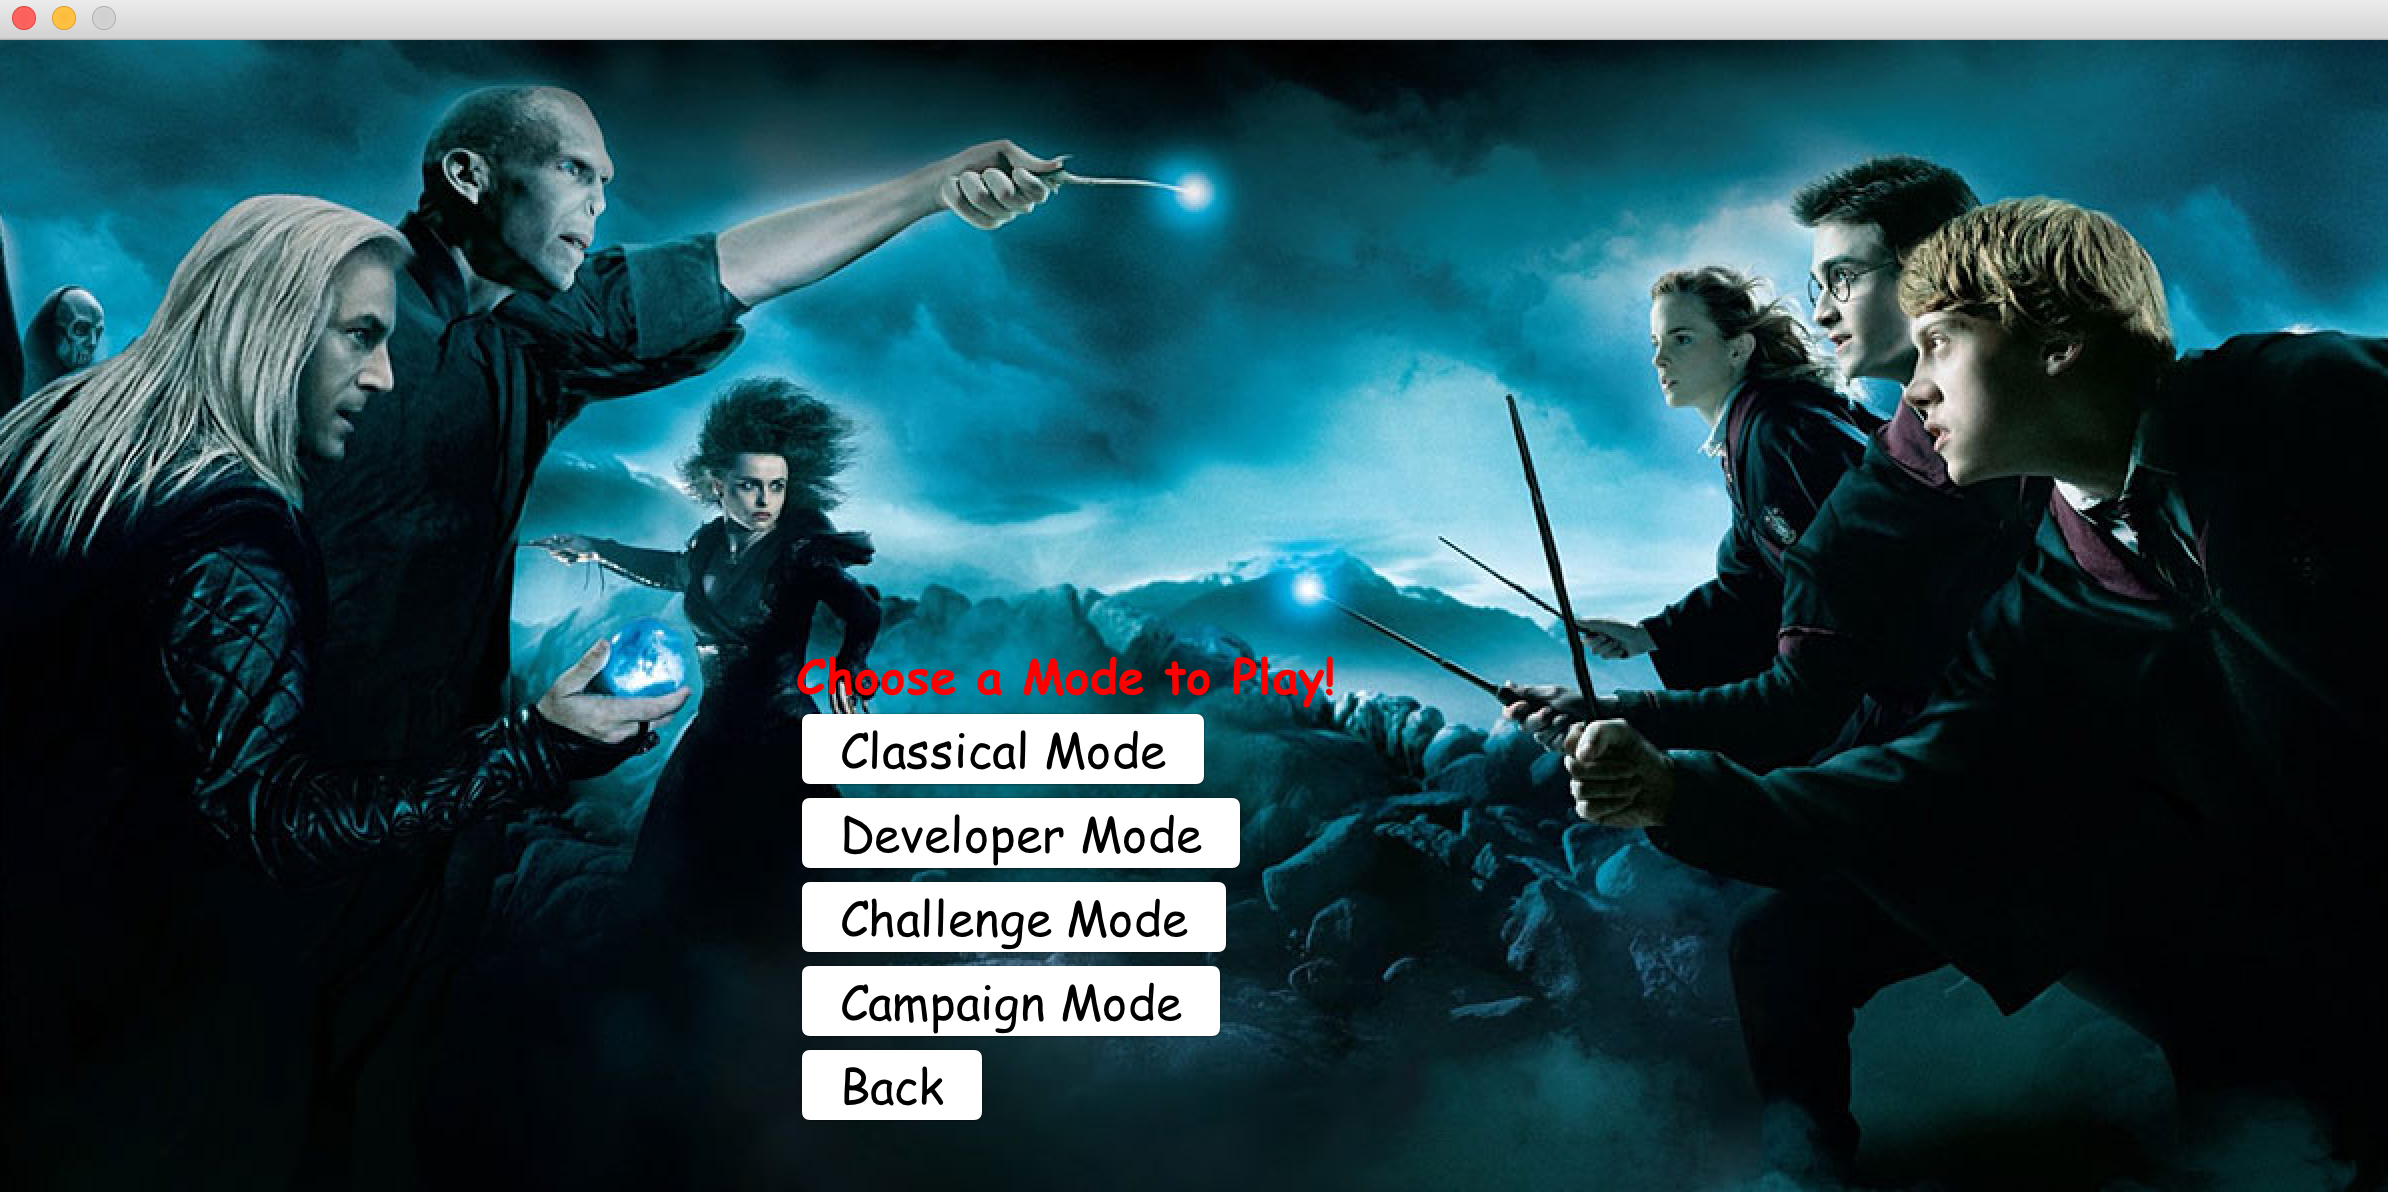 Choose a Mode to Play!
Classical Mode
Developer Mode
Challenge Mode
Campaign Mode
Back